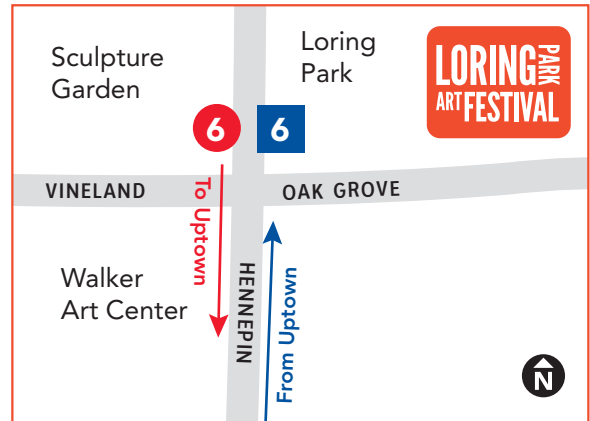 Sculpture
Garden
Loring
Park
LORING PARK
ART FESTIVAL
6
6
VINELAND
OAK GROVE
To Uptown
Walker
Art Center
HENNEPIN
From Uptown
N